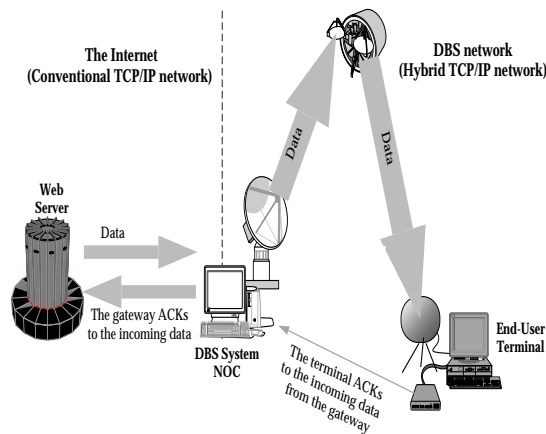 The Internet
(Conventional TCP/IP network)
DBS network
(Hybrid TCP/IP network)
Data
Data
Web
Server
Data
The gateway ACKs
to the incoming data
DBS System
NOC
The terminal ACKs
to the incoming data
from the gateway
End-User
Terminal